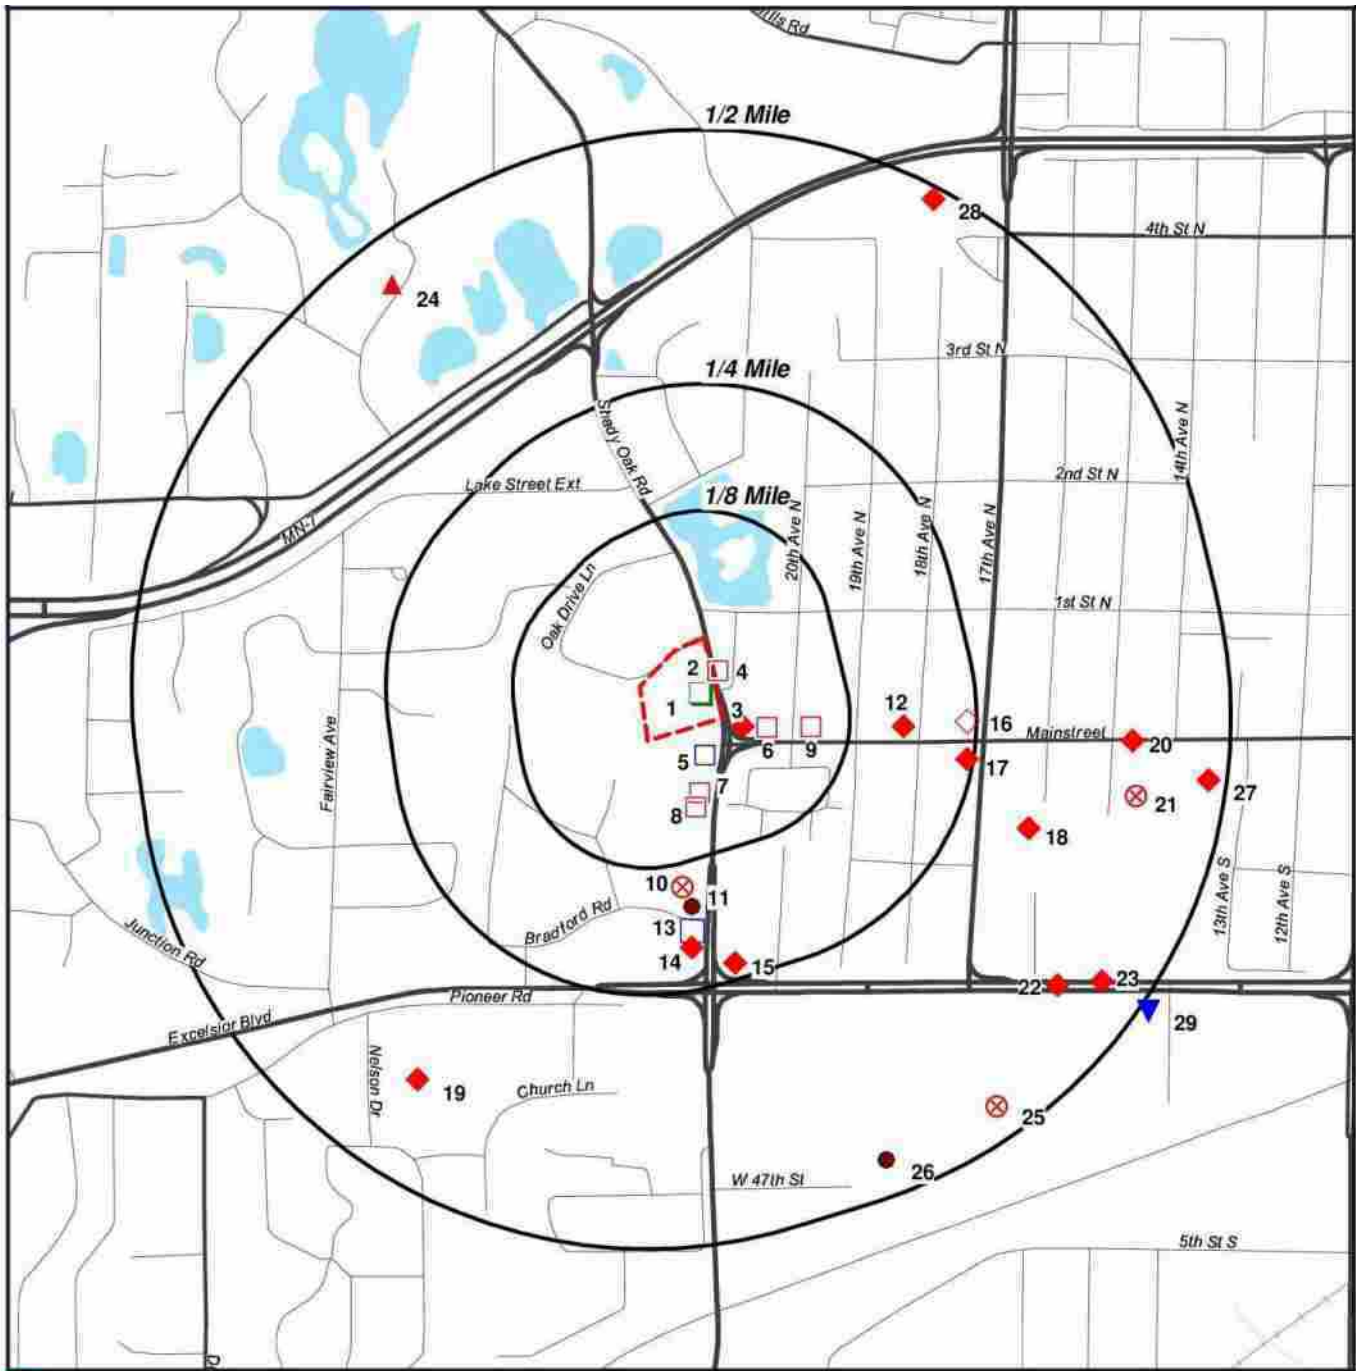 1/2 Mile
28
4th St N
24
3rd St N
1/4 Mile
Shady Oak Rd
14th Ave N
2nd St N
Lake Street Ext
1/8 Mile
MN-7
20th Ave N
19th Ave N
18th Ave N
17th Ave N
Oak Drive Ln
1st St N
2
4
1
3
12
16
Mainstreet
6
9
20
5
17
Fairview Ave
7
27
21
8
18
10
11
13th Ave S
12th Ave S
Bradford Rd
13
Junction Rd
14
15
22
23
Pioneer Rd
Excelsior Blvd
29
Nelson Dr
19
Church Ln
25
26
W 47th St
5th St S